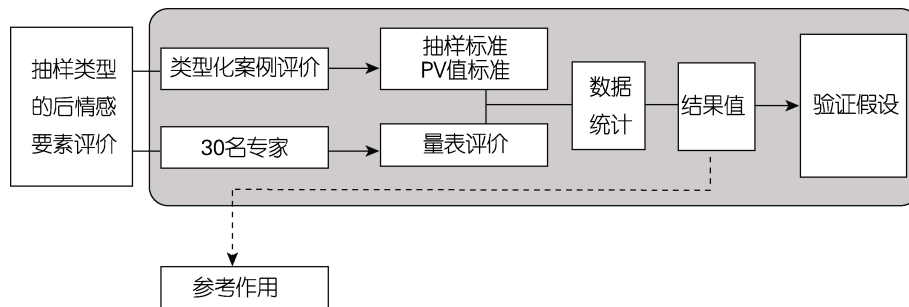 抽样类型
的后情感
要素评价
类型化案例评价
30名专家
抽样标准
PV值标准
量表评价
数据
统计
结果值
验证假设
参考作用